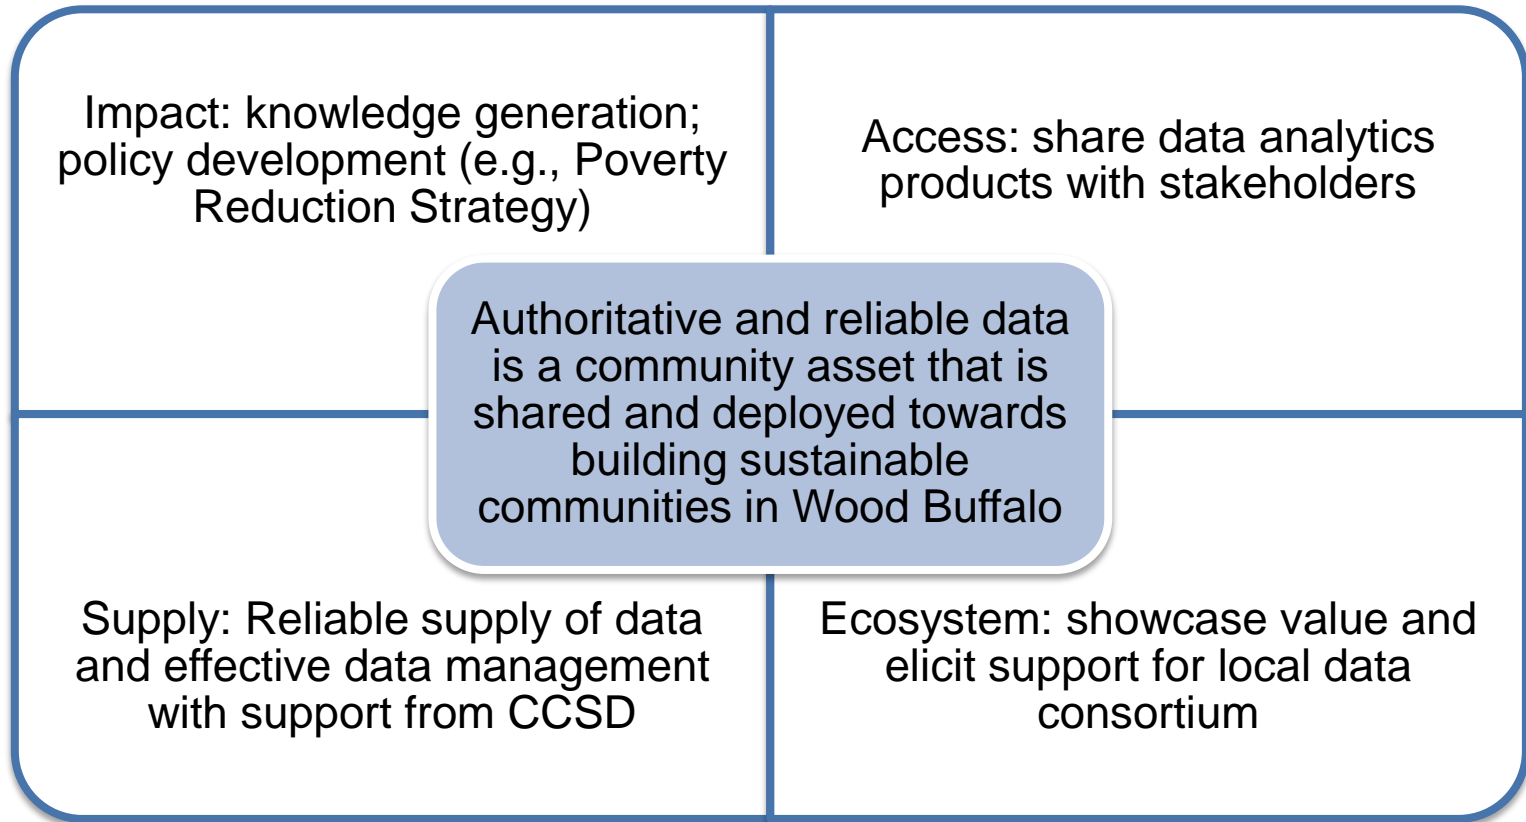 Impact: knowledge generation;
policy development (e.g., Poverty
Reduction Strategy)
Access: share data analytics
products with stakeholders
Authoritative and reliable data
is a community asset that is
shared and deployed towards
building sustainable
communities in Wood Buffalo
Supply: Reliable supply of data
and effective data management
with support from CCSD
Ecosystem: showcase value and
elicit support for local data
consortium